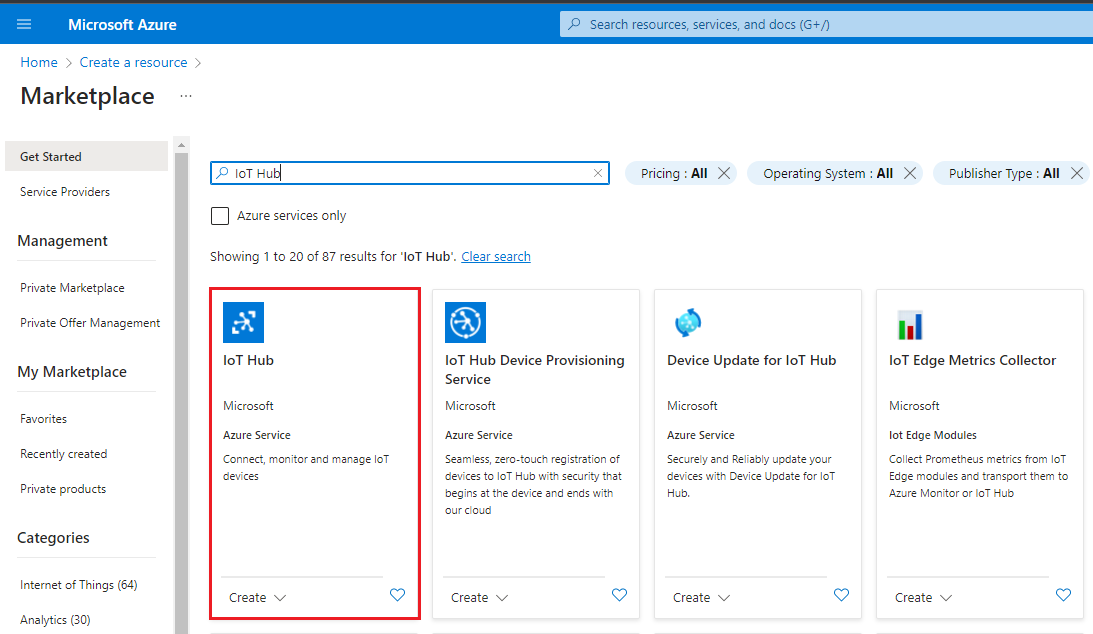 Microsoft Azure
Search resources, services, and docs (G+/)
Home > Create a resource >
Marketplace ...
Get Started
Service Providers
Management
Private Marketplace
Private Offer Management
My Marketplace
Favorites
Recently created
Private products
Categories
Internet of Things (64)
Analytics (30)
IoT Hub
Pricing : All
Operating System : All
Publisher Type : All
Azure services only
Showing 1 to 20 of 87 results for 'IoT Hub'. Clear search
IoT Hub
Microsoft
Azure Service
Connect, monitor and manage IoT
devices
Create
IoT Hub Device Provisioning
Service
Microsoft
Azure Service
Seamless, zero-touch registration of
devices to IoT Hub with security that
begins at the device and ends with
our cloud
Create
Device Update for IoT Hub
Microsoft
Azure Service
Securely and Reliably update your
devices with Device Update for IoT
Hub.
Create
IoT Edge Metrics Collector
Microsoft
Iot Edge Modules
Collect Prometheus metrics from IoT
Edge modules and transport them to
Azure Monitor or IoT Hub
Create